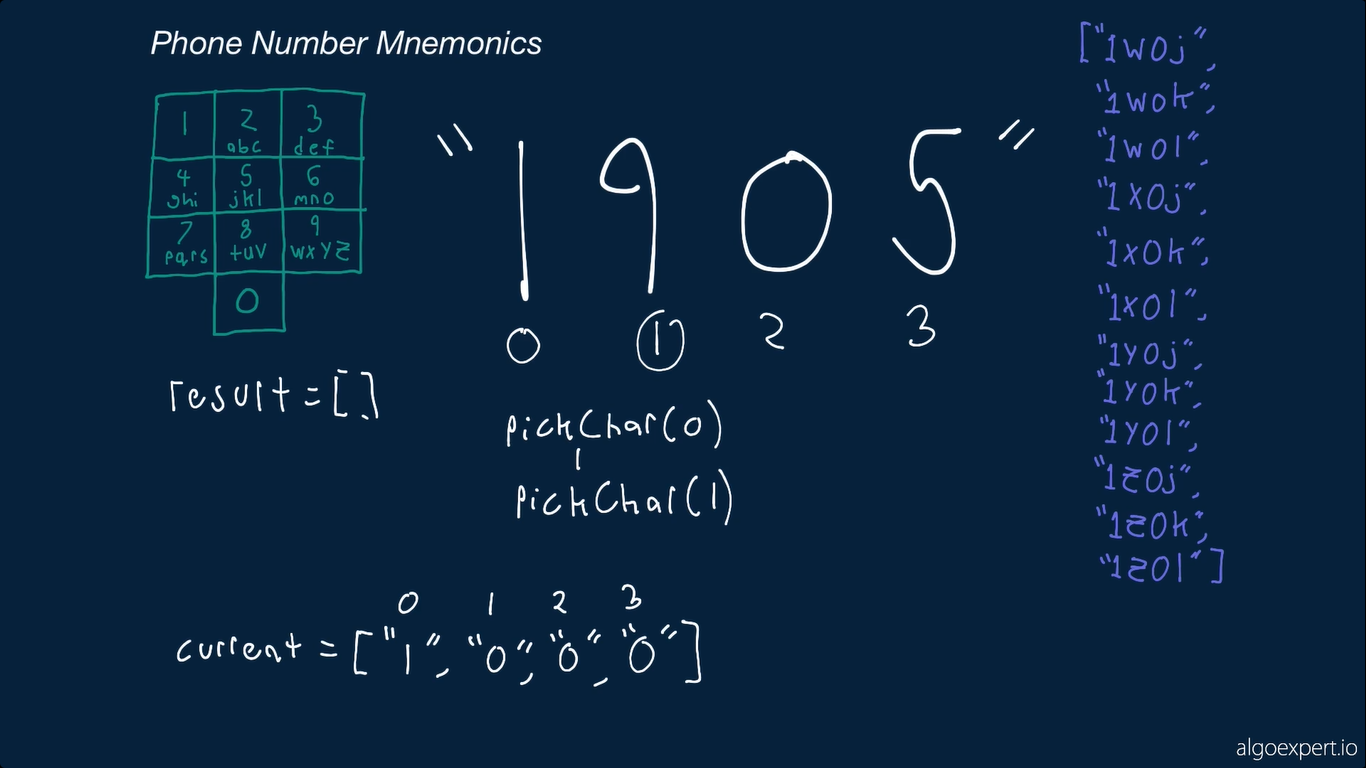 Phone Number Mnemonics
1 2 3
abc def
4 5 6
ghi jkl mno
7 8 9
pqrs tuv wxyz
0
"1905"
0 1 2 3
result = []
pickChar(0)
pickChar(1)
0 1 2 3
current = ["1", "0", "0", "0"]
["1w0j",
"1w0k",
"1w0l",
"1x0j",
"1x0k",
"1x0l",
"1y0j",
"1y0k",
"1y0l",
"1z0j",
"1z0k",
"1z0l"]
algoexpert.io